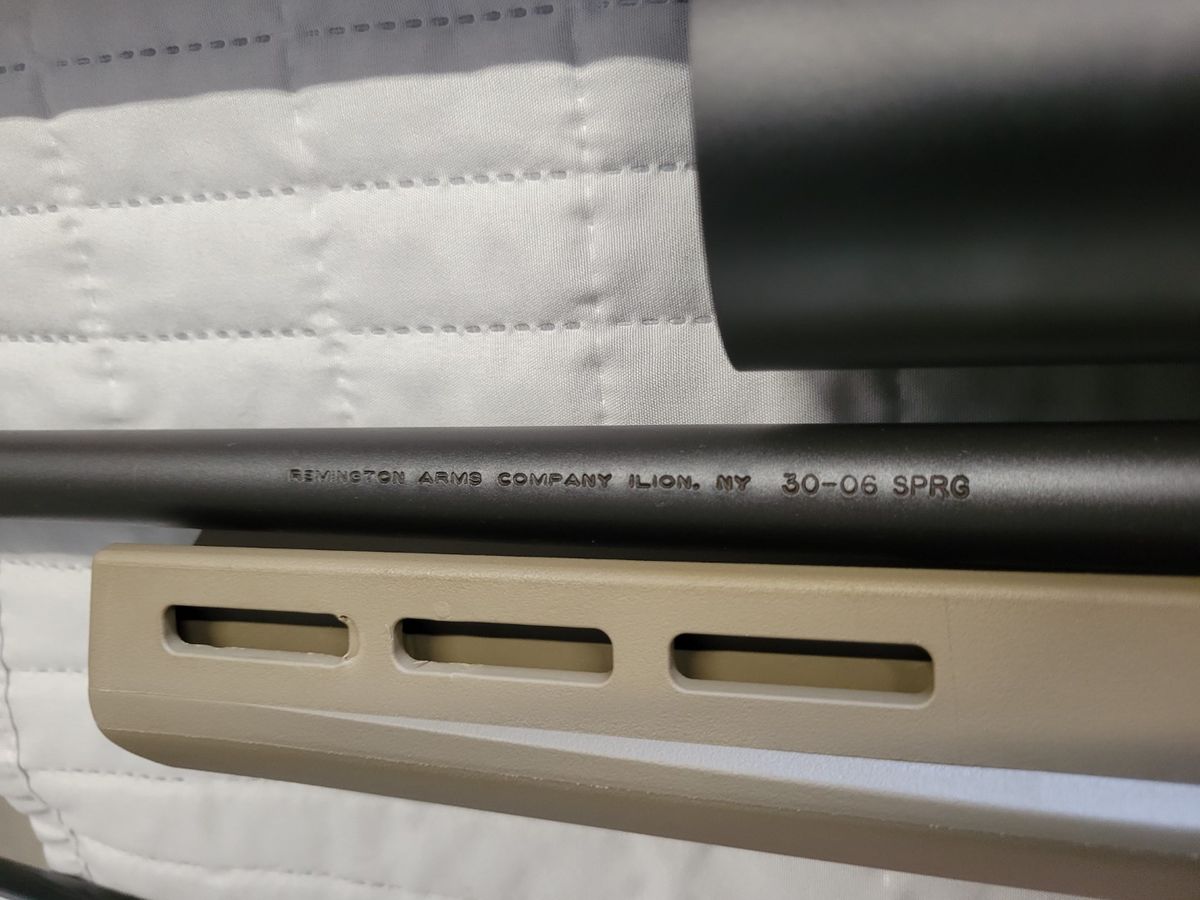 REMINGTON ARMS COMPANY ILION, NY 30-06 SPRG